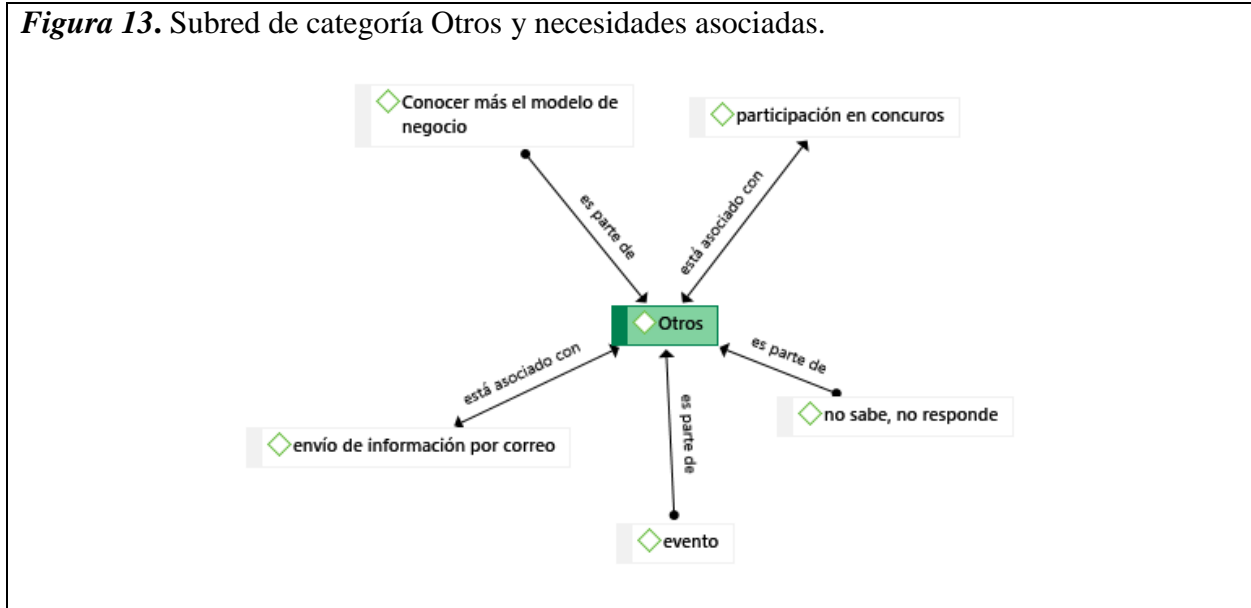 Figura 13. Subred de categoría Otros y necesidades asociadas.
Conocer más el modelo de
negocio
participación en concuros
es parte de
está asociado con
Otros
está asociado con
es parte de
es parte de
envío de información por correo
no sabe, no responde
evento